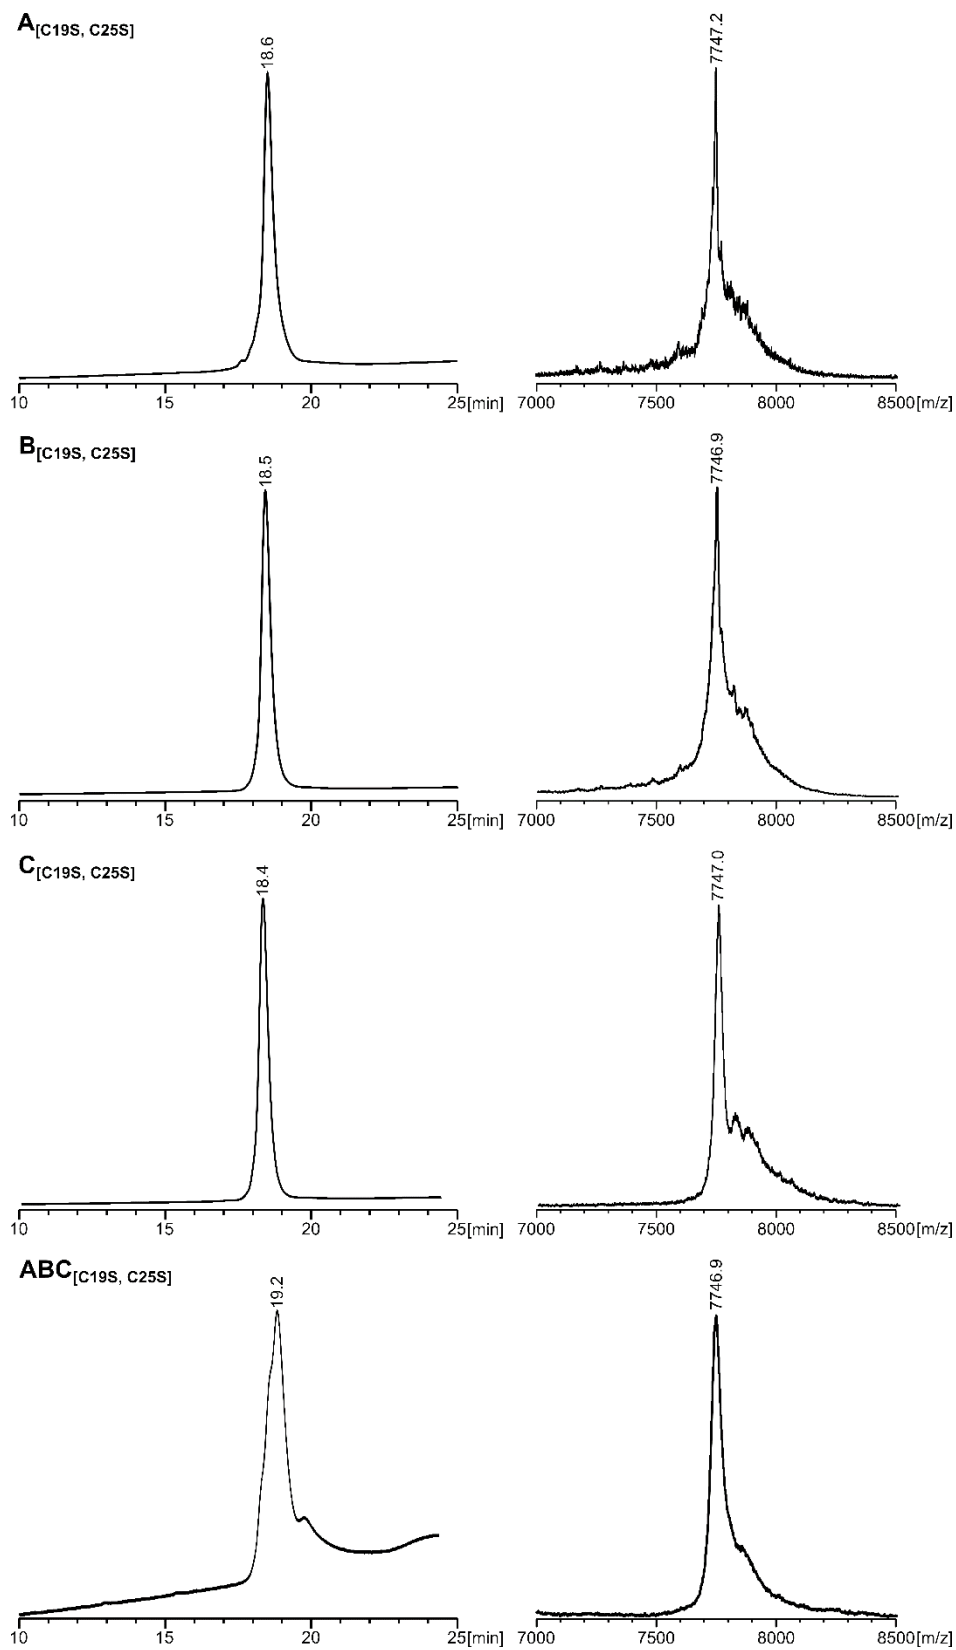 A[C19S, C25S]
18.6
7747.2
10 15 20 25[min]
7000 7500 8000 8500[m/z]
B[C19S, C25S]
18.5
7746.9
10 15 20 25[min]
7000 7500 8000 8500[m/z]
C[C19S, C25S]
18.4
7747.0
10 15 20 25[min]
7000 7500 8000 8500[m/z]
ABC[C19S, C25S]
19.2
7746.9
10 15 20 25[min]
7000 7500 8000 8500[m/z]